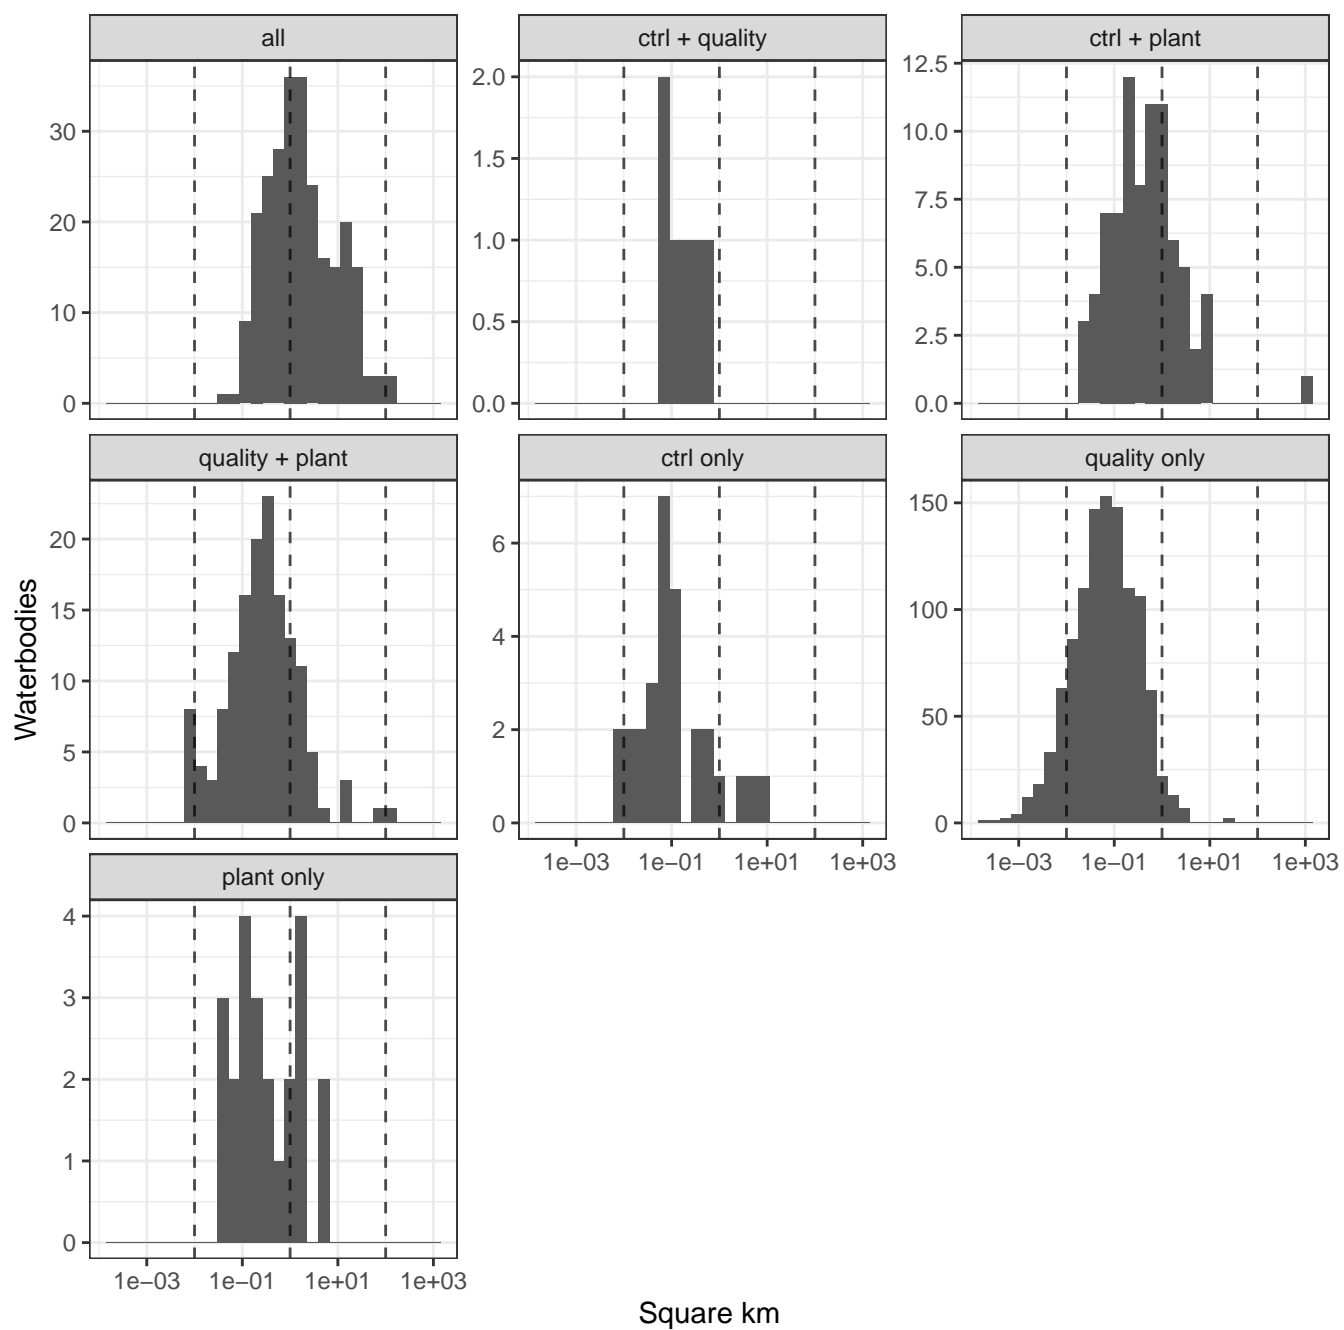 all
ctrl + quality
ctrl + plant
30
20
10
0
2.0
1.5
1.0
0.5
0.0
12.5
10.0
7.5
5.0
2.5
0.0
quality + plant
ctrl only
quality only
20
15
10
5
0
6
4
2
0
150
100
50
0
1e−03 1e−01 1e+01 1e+03
1e−03 1e−01 1e+01 1e+03
plant only
4
3
2
1
0
1e−03 1e−01 1e+01 1e+03
Waterbodies
Square km